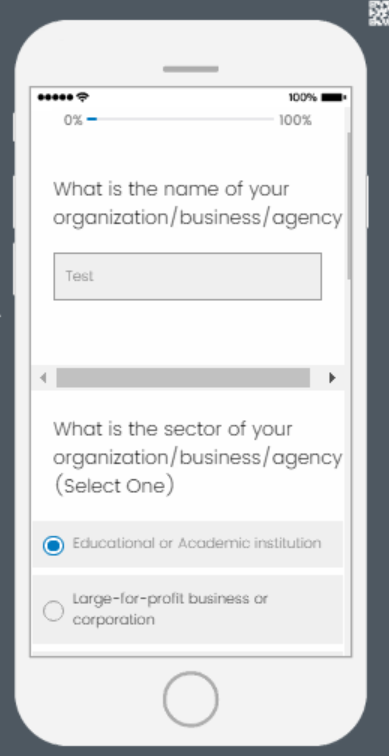 100%
0% 100%
What is the name of your
organization/business/agency
Test
What is the sector of your
organization/business/agency
(Select One)
Educational or Academic institution
Large-for-profit business or
corporation